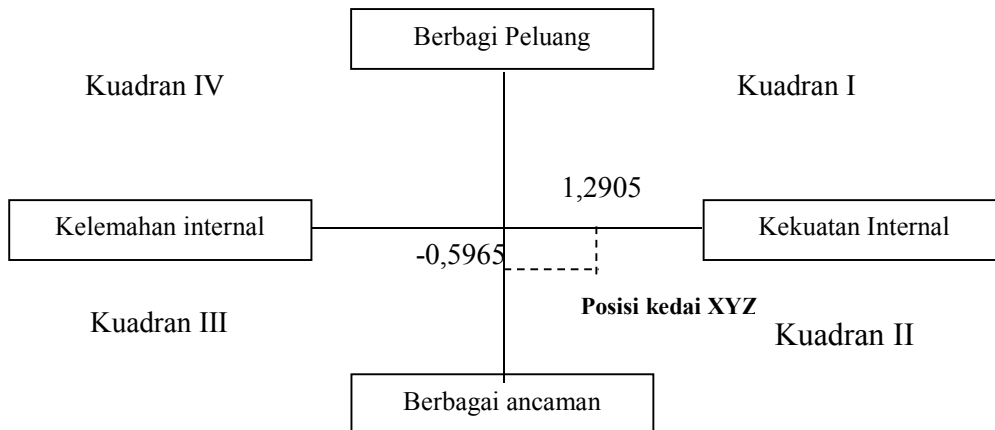 Berbagi Peluang
Kuadran IV
Kuadran I
1,2905
Kelemahan internal
Kekuatan Internal
-0,5965
Posisi kedai XYZ
Kuadran III
Kuadran II
Berbagai ancaman